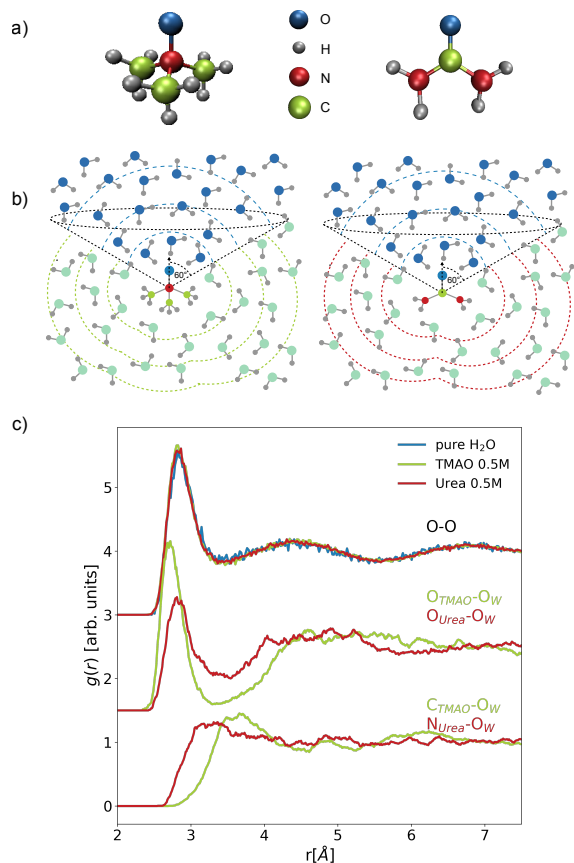 a)
O
H
N
C
b)
60°
60°
c)
pure H₂O
TMAO 0.5M
Urea 0.5M
O-O
O_TMAO-O_W
O_Urea-O_W
C_TMAO-O_W
N_Urea-O_W
g(r) [arb. units]
5
4
3
2
1
0
2
3
4
5
6
7
r[Å]